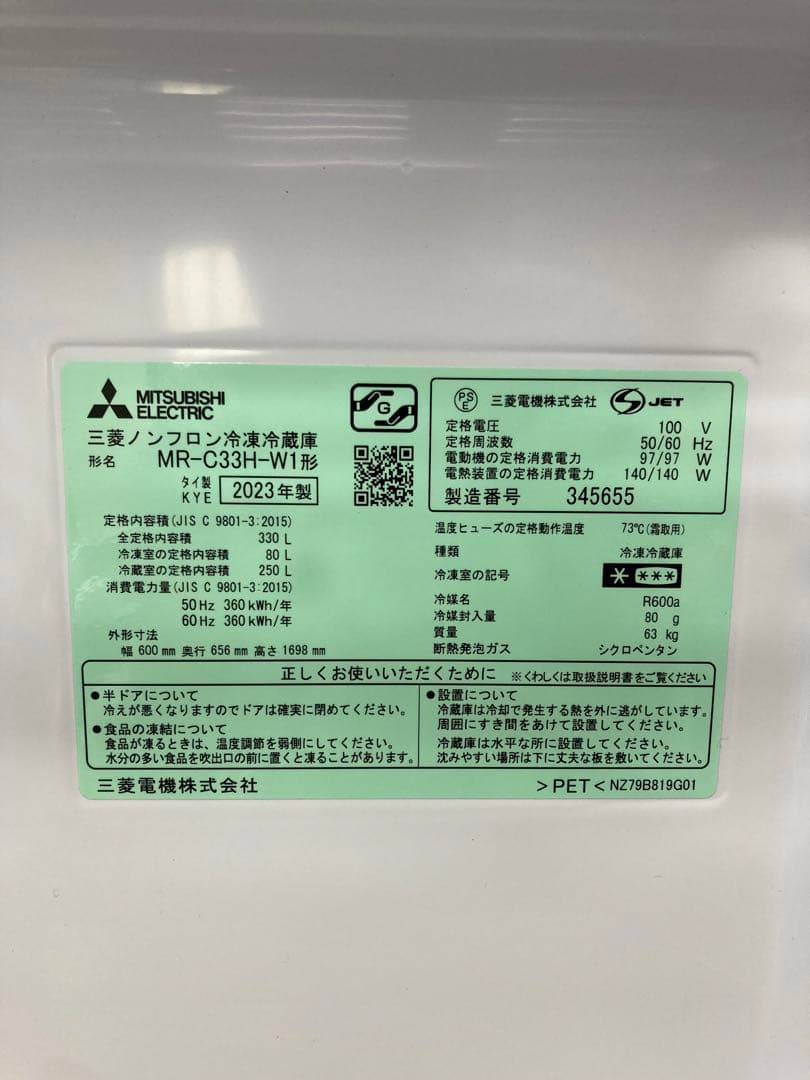 MITSUBISHI
ELECTRIC
三菱ノンフロン冷凍冷蔵庫
形名 MR-C33H-W1形
タイ製
KYE 2023年製
G
PS
E
三菱電機株式会社 S JET
定格電圧 100 V
定格周波数 50/60 Hz
電動機の定格消費電力 97/97 W
電熱装置の定格消費電力 140/140 W
製造番号 345655
定格内容積(JIS C 9801-3:2015)
全定格内容積 330 L
冷凍室の定格内容積 80 L
冷蔵室の定格内容積 250 L
消費電力量(JIS C 9801-3:2015)
50Hz 360kWh/年
60Hz 360kWh/年
外形寸法
幅 600mm 奥行 656mm 高さ 1698mm
温度ヒューズの定格動作温度 73℃(霜取用)
種類 冷凍冷蔵庫
冷凍室の記号 * ***
冷媒名 R600a
冷媒封入量 80 g
質量 63 kg
断熱発泡ガス シクロペンタン
正しくお使いいただくために ※くわしくは取扱説明書をご覧ください
●半ドアについて
冷えが悪くなりますのでドアは確実に閉めてください。
●食品の凍結について
食品が凍るときは、温度調節を弱側にしてください。
水分の多い食品を吹出口の前に置くと凍ることがあります。
●設置について
冷蔵庫は冷却で発生する熱を外に逃がしています。
周囲にすき間をあけて設置してください。
冷蔵庫は水平な所に設置してください。
沈みやすい場所は下に丈夫な板を敷いてください。
三菱電機株式会社
>PET< NZ79B819G01